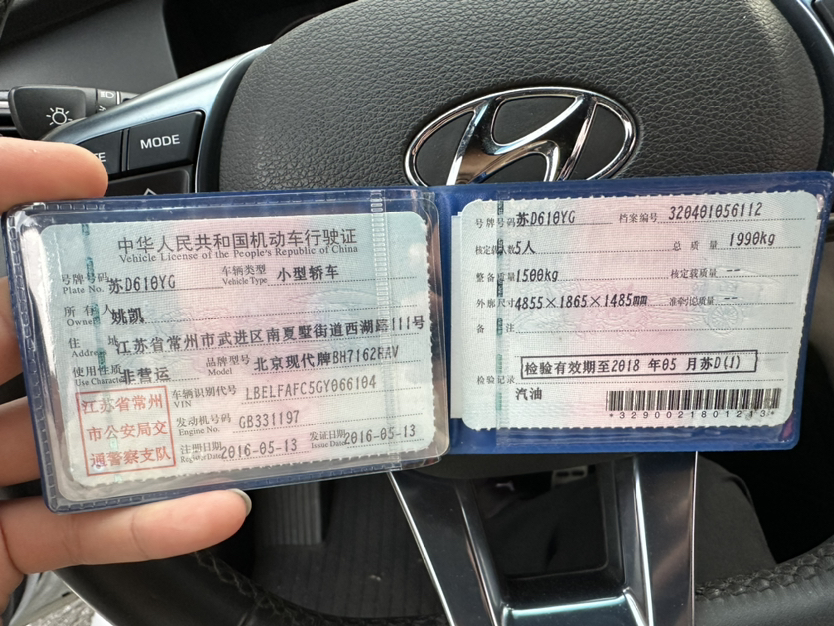 MODE
中华人民共和国机动车行驶证
Vehicle License of the People's Republic of China
号牌号码 苏D610YG 车辆类型 小型轿车
Plate No. Vehicle Type
所有人 姚凯
Owner
住址 江苏省常州市武进区南夏墅街道西湖路111号
Address
使用性质 非营运 品牌型号 北京现代牌BH7162RAV
Use Character Model
江苏省常州
市公安局交
通警察支队
车辆识别代号 LBELFAFC5GY066104
VIN
发动机号码 GB331197
Engine No.
注册日期 2016-05-13 发证日期 2016-05-13
Register Date Issue Date
号牌号码 苏D610YG 档案编号 320401056112
核定载人数 5人 总质量 1990kg
整备质量 1500kg 核定载质量 --
外廓尺寸 4855×1865×1485mm 准牵引总质量 --
备注
检验有效期至2018 年05 月苏D(1)
检验记录
汽油
*3290021801213*